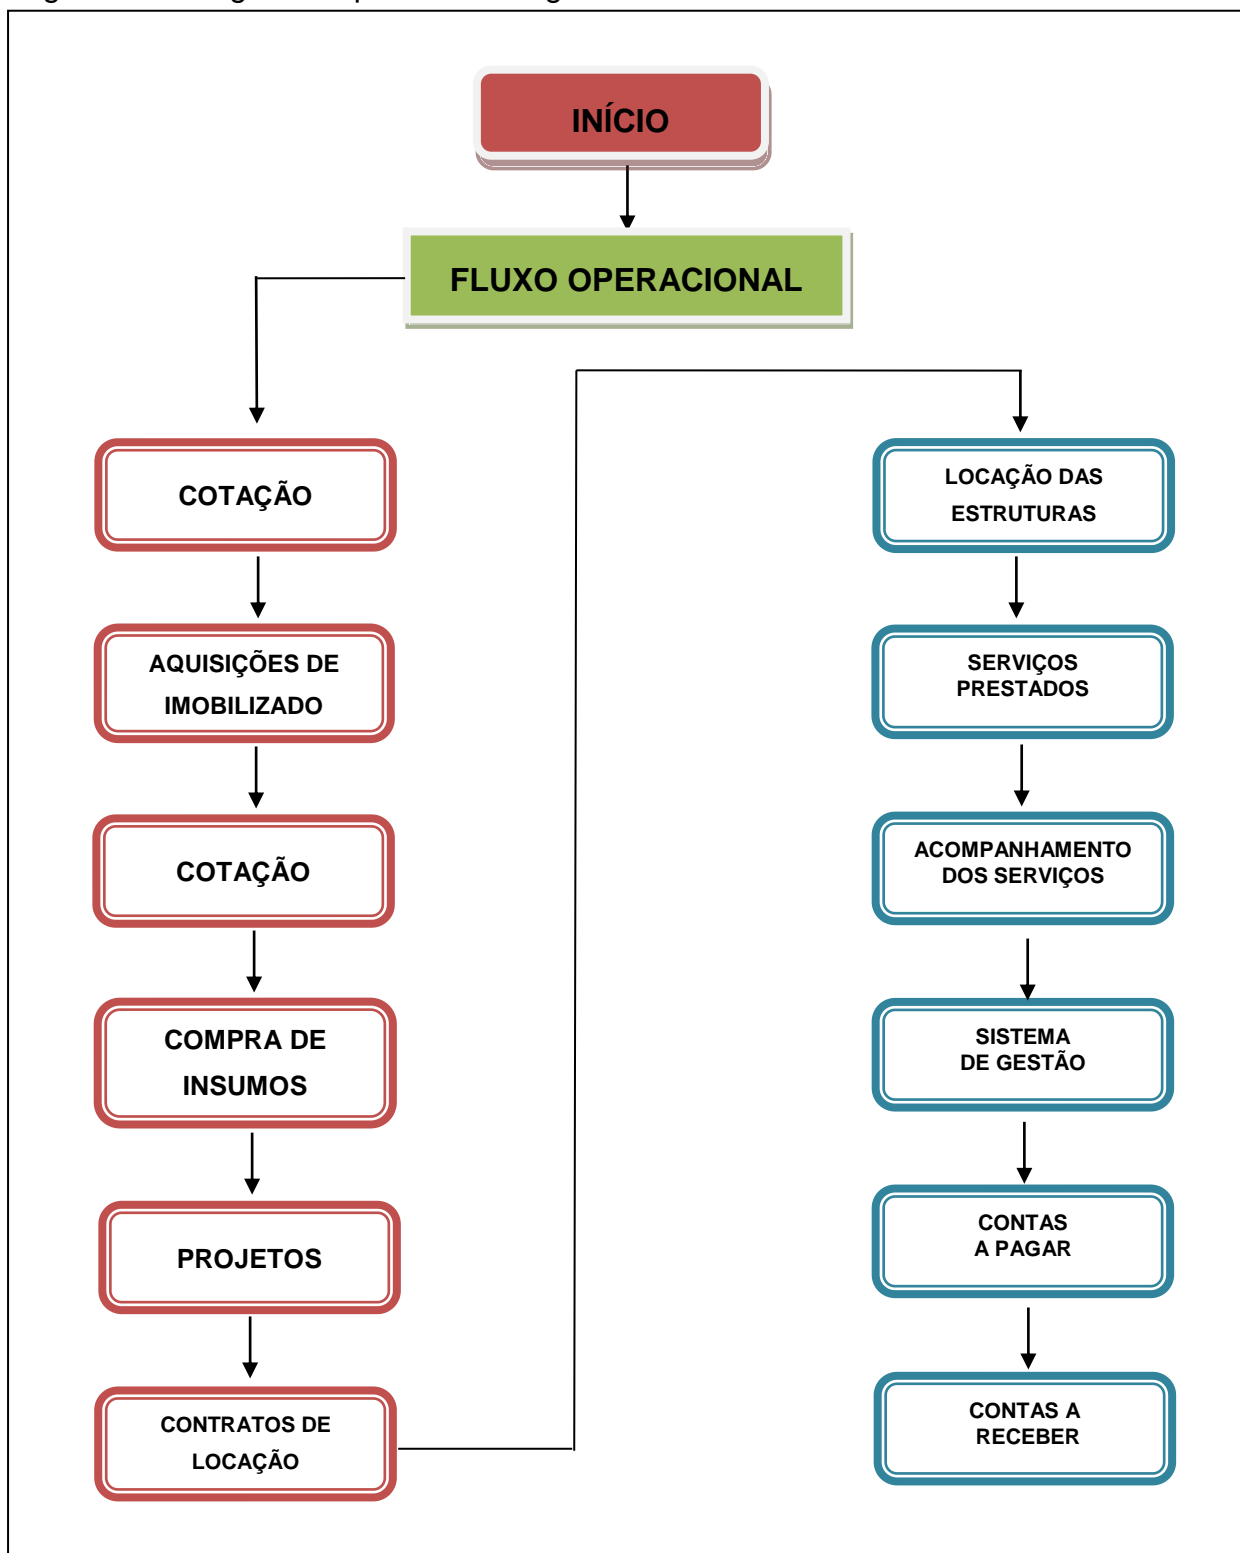 INÍCIO
FLUXO OPERACIONAL
COTAÇÃO
AQUISIÇÕES DE
IMOBILIZADO
COTAÇÃO
COMPRA DE
INSUMOS
PROJETOS
CONTRATOS DE
LOCAÇÃO
LOCAÇÃO DAS
ESTRUTURAS
SERVIÇOS
PRESTADOS
ACOMPANHAMENTO
DOS SERVIÇOS
SISTEMA
DE GESTÃO
CONTAS
A PAGAR
CONTAS A
RECEBER